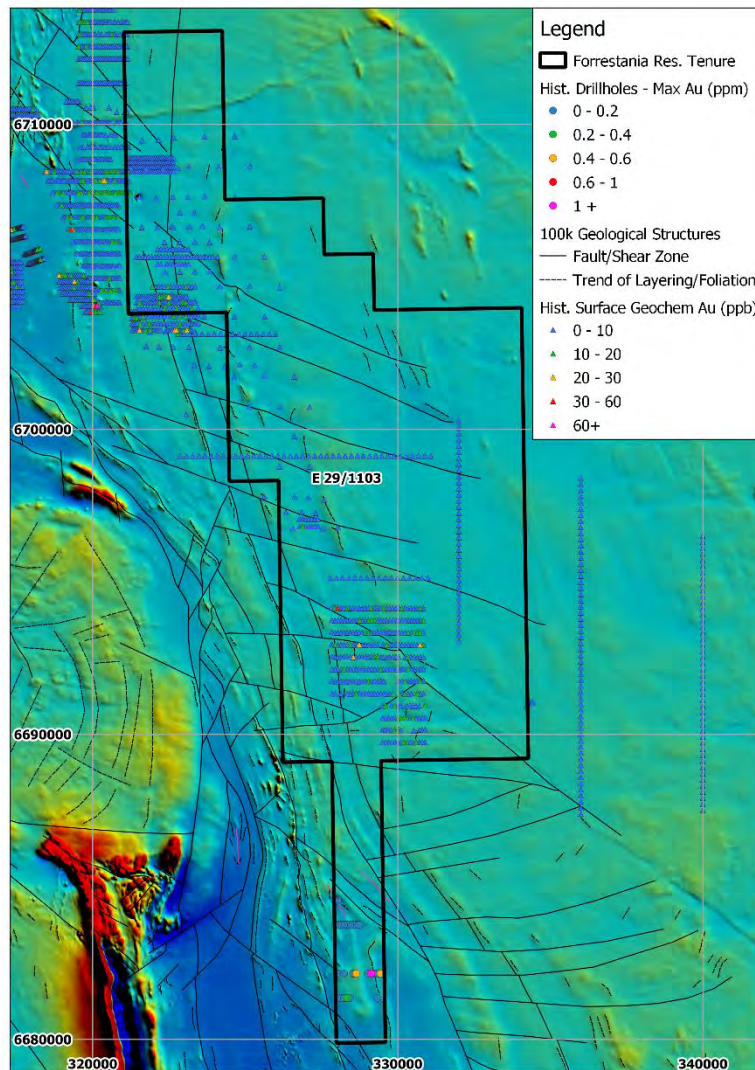 Legend
Forrestania Res. Tenure
Hist. Drillholes - Max Au (ppm)
0 - 0.2
0.2 - 0.4
0.4 - 0.6
0.6 - 1
1 +
100k Geological Structures
Fault/Shear Zone
Trend of Layering/Foliation
Hist. Surface Geochem Au (ppb)
0 - 10
10 - 20
20 - 30
30 - 60
60+
6710000
6700000
E 29/1103
6690000
6680000
320000
330000
340000